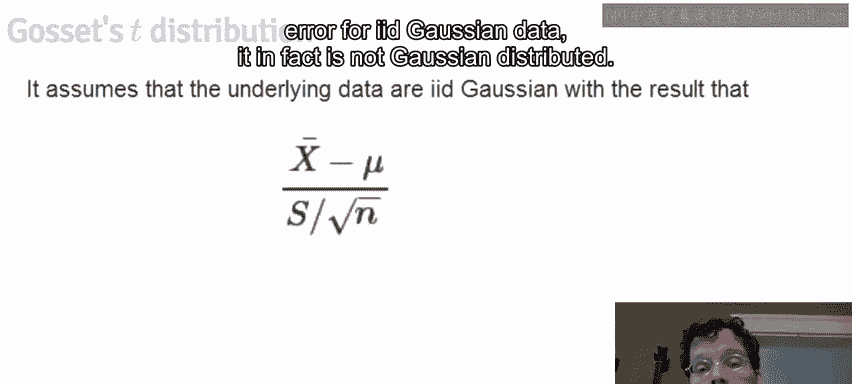 Gosset's t distributi
error for iid Gaussian data,
it in fact is not Gaussian distributed.
It assumes that the underlying data are iid Gaussian with the result that
X̄ − μ
S/√n